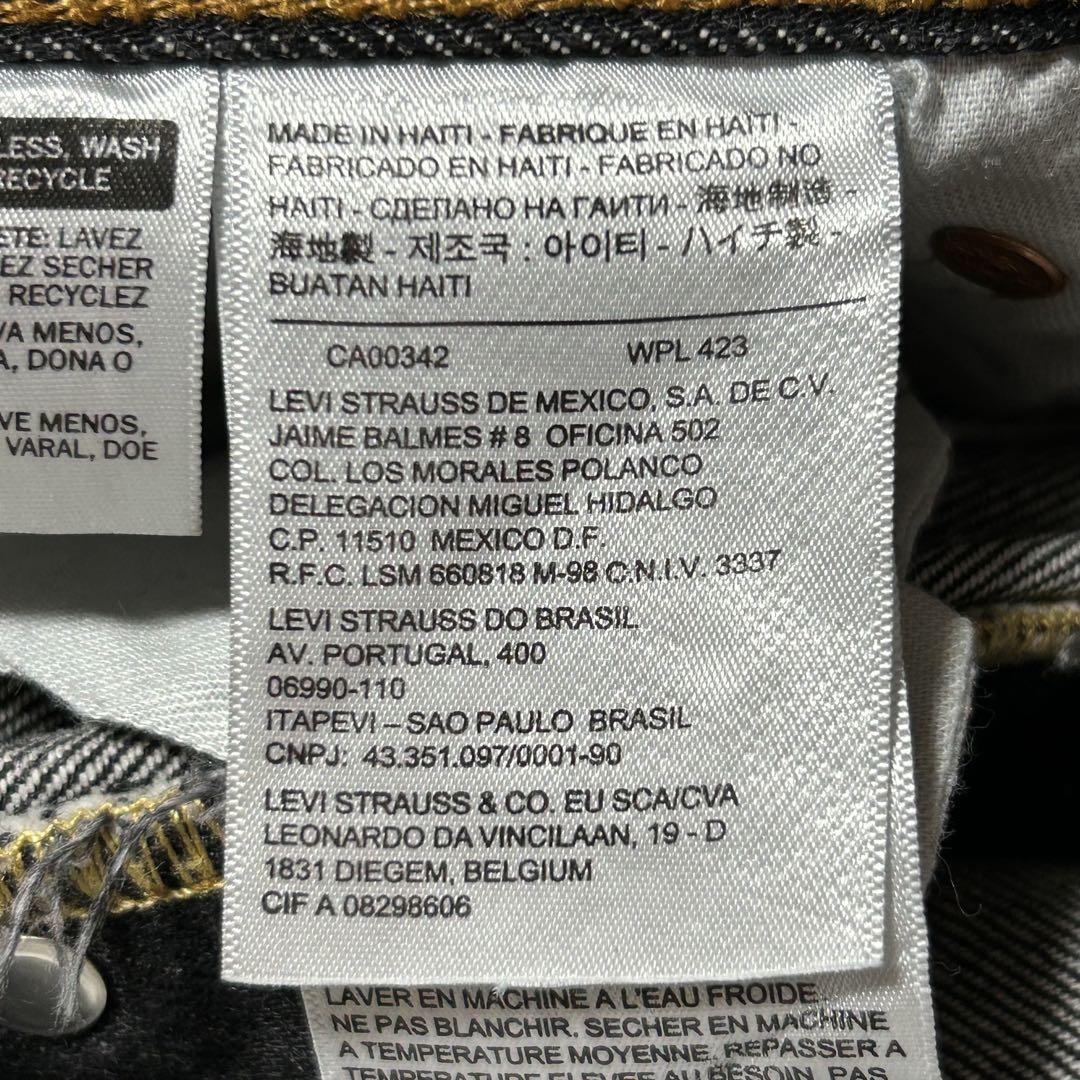 LESS, WASH
RECYCLE
ETE: LAVEZ
EZ SECHER
RECYCLEZ
VA MENOS,
A, DONA O
VE MENOS,
VARAL, DOE
MADE IN HAITI - FABRIQUE EN HAITI -
FABRICADO EN HAITI - FABRICADO NO
HAITI - СДЕЛАНО НА ГАИТИ - 海地制造 -
海地製 - 제조국 : 아이티 - ハイチ製 -
BUATAN HAITI
CA00342 WPL 423
LEVI STRAUSS DE MEXICO, S.A. DE C.V.
JAIME BALMES # 8 OFICINA 502
COL. LOS MORALES POLANCO
DELEGACION MIGUEL HIDALGO
C.P. 11510 MEXICO D.F.
R.F.C. LSM 660818 M-98 C.N.I.V. 3337
LEVI STRAUSS DO BRASIL
AV. PORTUGAL, 400
06990-110
ITAPEVI – SAO PAULO BRASIL
CNPJ: 43.351.097/0001-90
LEVI STRAUSS & CO. EU SCA/CVA
LEONARDO DA VINCILAAN, 19 - D
1831 DIEGEM, BELGIUM
CIF A 08298606
LAVER EN MACHINE A L'EAU FROIDE.
NE PAS BLANCHIR. SECHER EN MACHINE
A TEMPERATURE MOYENNE. REPASSER A
TEMPERATURE ELEVEE AU BESOIN. PAS